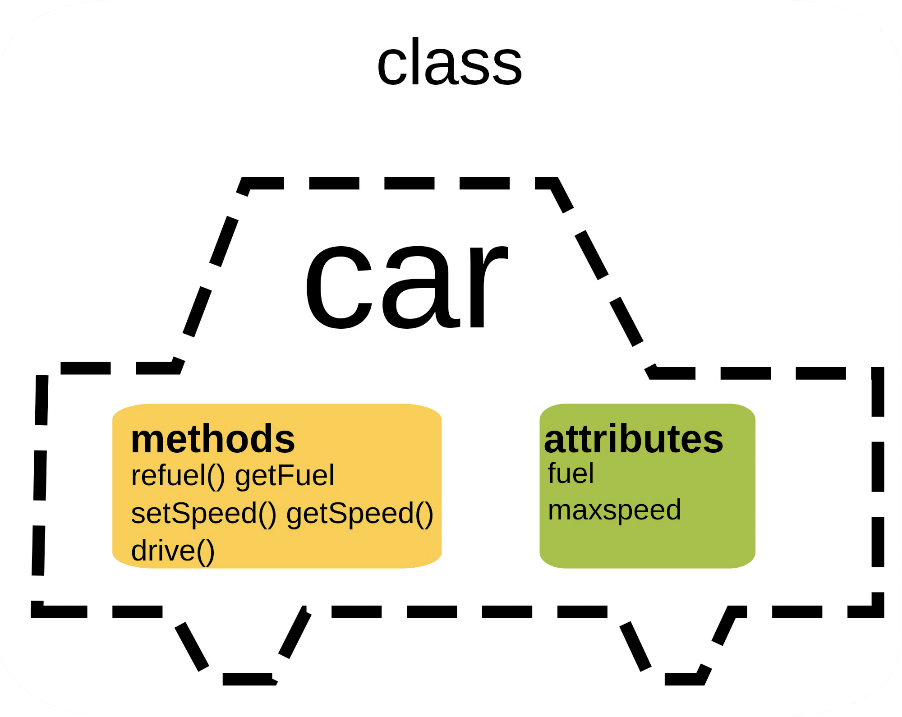 class
car
methods
refuel() getFuel
setSpeed() getSpeed()
drive()
attributes
fuel
maxspeed